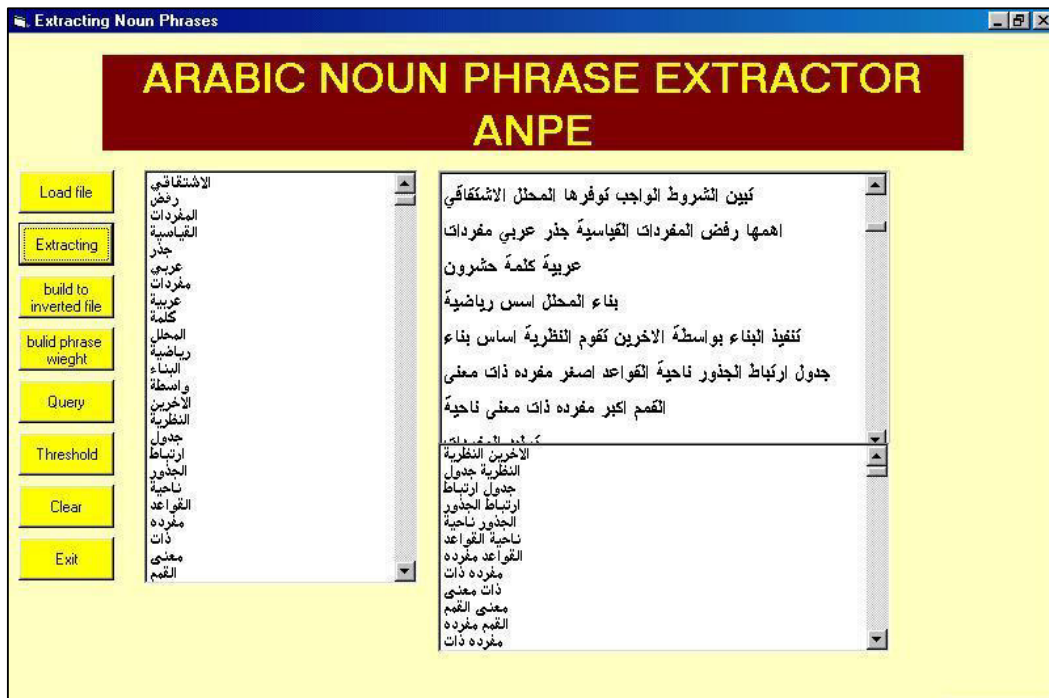 Extracting Noun Phrases
ARABIC NOUN PHRASE EXTRACTOR
ANPE
Load file
Extracting
build to
inverted file
bulid phrase
wieght
Query
Threshold
Clear
Exit
الاشتقاقي
رفض
المفردات
القياسية
جذر
عربي
مفردات
عربية
كلمة
المحلل
رياضية
البناء
واسطة
الاخرين
النظرية
جدول
ارتباط
الجذور
ناحية
القواعد
مفرده
ذات
معنى
القمم
تبين الشروط الواجب توفرها المحلل الاشتقاقي
اهمها رفض المفردات القياسية جذر عربي مفردات
عربية كلمة حشرون
بناء المحلل اسس رياضية
تنفيذ البناء بواسطة الاخرين تقوم النظرية اساس بناء
جدول ارتباط الجذور ناحية القواعد اصغر مفرده ذات معنى
القمم اكبر مفرده ذات معنى ناحية
المفردات
الاخرين النظرية
النظرية جدول
جدول ارتباط
ارتباط الجذور
الجذور ناحية
ناحية القواعد
القواعد مفرده
مفرده ذات
ذات معنى
معنى القمم
القمم مفرده
مفرده ذات